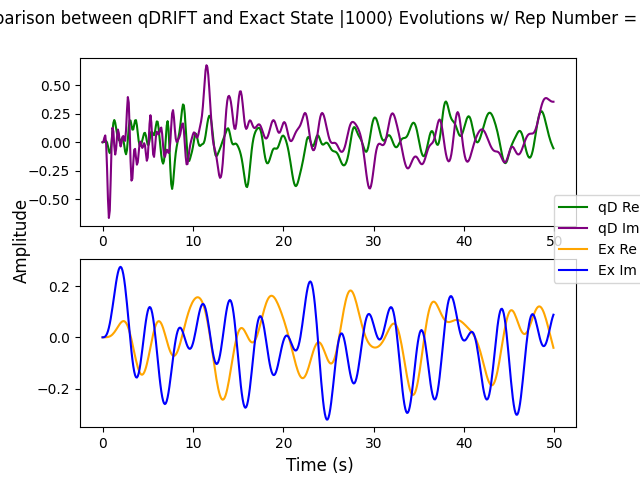 parison between qDRIFT and Exact State |1000⟩ Evolutions w/ Rep Number =
0.50
0.25
0.00
−0.25
−0.50
0 10 20 30 40 50
qD Re
qD Im
Ex Re
Ex Im
Amplitude
0.2
0.0
−0.2
0 10 20 30 40 50
Time (s)